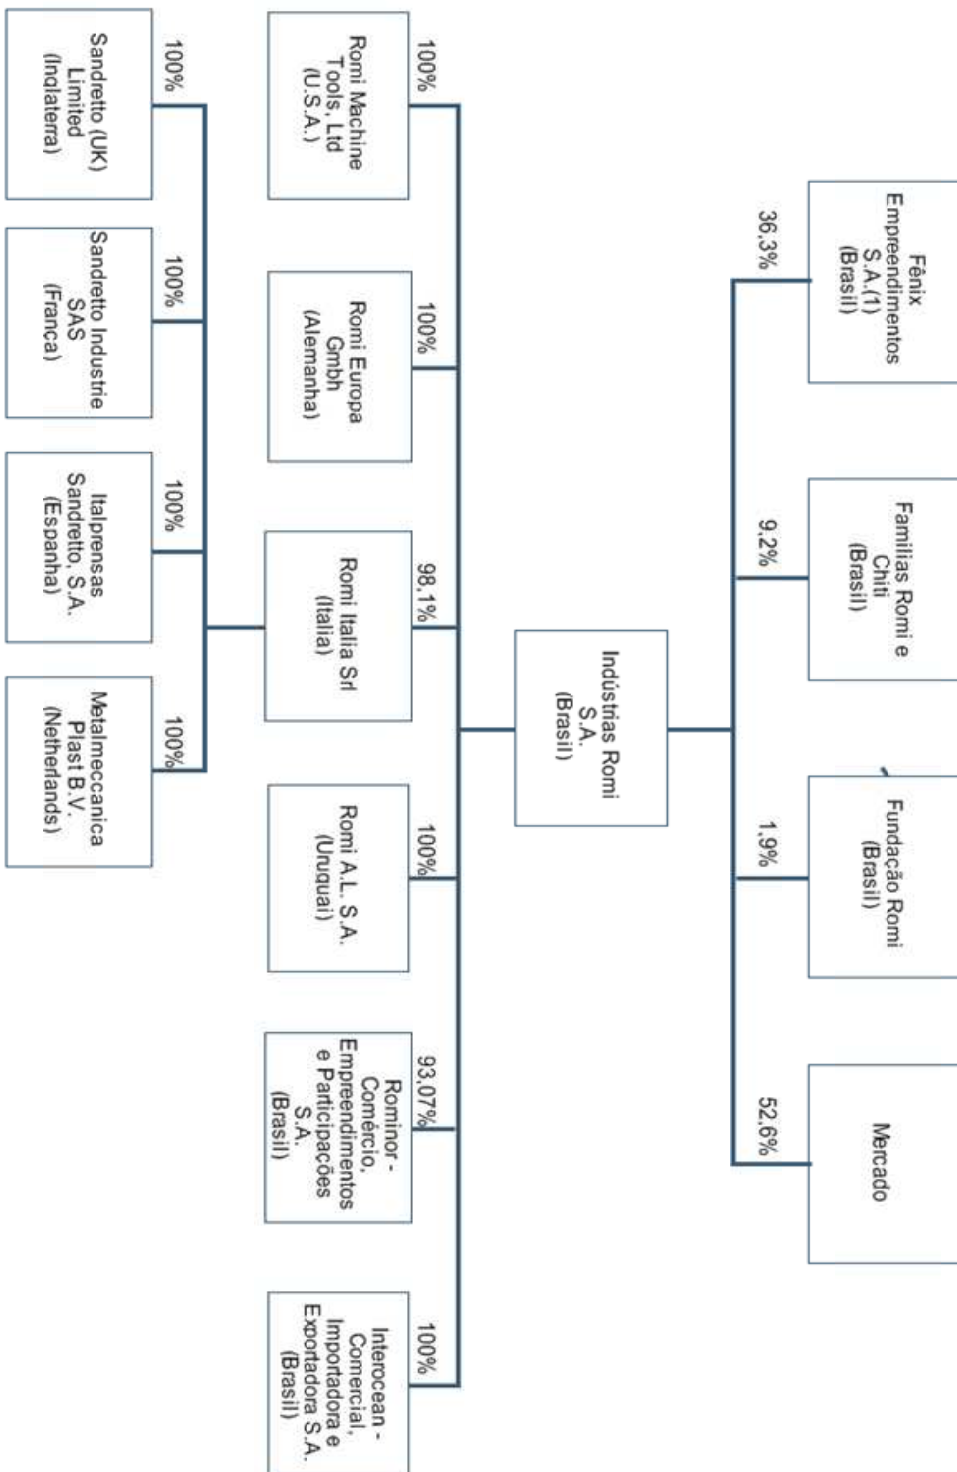 Fênix
Empreendimentos
S.A.(1)
(Brasil)
Familias Romi e
Chiti
(Brasil)
Fundação Romi
(Brasil)
Mercado
36,3%
9,2%
1,9%
52,6%
Indústrias Romi
S.A.
(Brasil)
100%
100%
98,1%
100%
93,07%
100%
Romi Machine
Tools, Ltd
(U.S.A.)
Romi Europa
Gmbh
(Alemanha)
Romi Italia Srl
(Italia)
Romi A.L. S.A.
(Uruquai)
Rominor -
Comércio,
Empreendimentos
e Participações
S.A.
(Brasil)
Interocean -
Comercial,
Importadora e
Exportadora S.A.
(Brasil)
100%
100%
100%
100%
Sandretto (UK)
Limited
(Inqlaterra)
Sandretto Industrie
SAS
(França)
Italprensas
Sandretto, S.A.
(Espanha)
Metalmeccanica
Plast B.V.
(Netherlands)